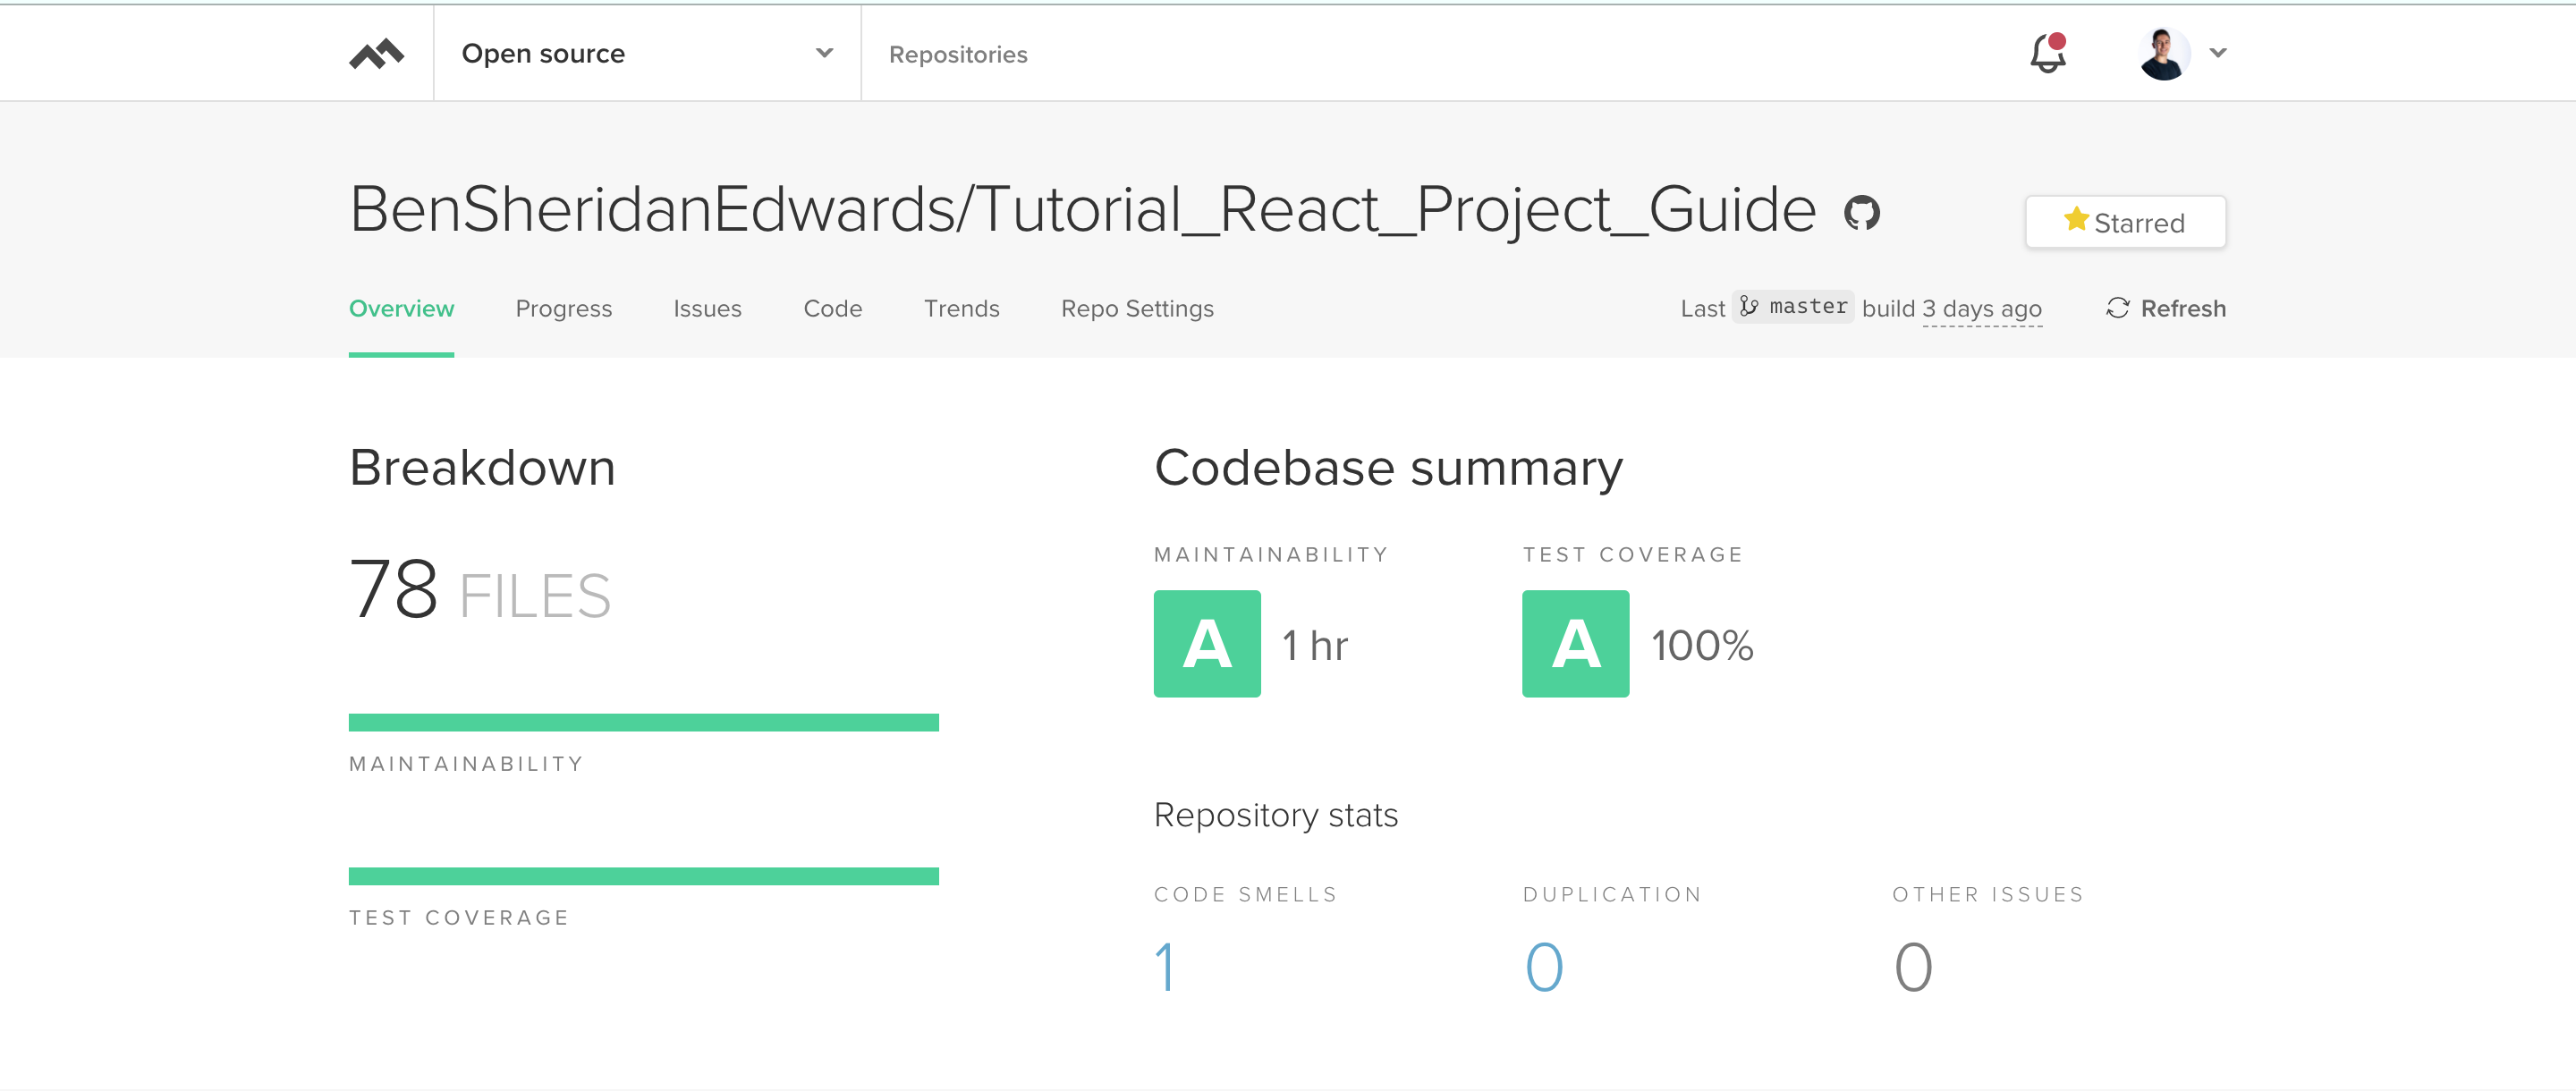 Open source
Repositories
BenSheridanEdwards/Tutorial_React_Project_Guide
Starred
Overview Progress Issues Code Trends Repo Settings
Last master build 3 days ago Refresh
Breakdown
78 FILES
MAINTAINABILITY
TEST COVERAGE
Codebase summary
MAINTAINABILITY
A 1 hr
TEST COVERAGE
A 100%
Repository stats
CODE SMELLS
1
DUPLICATION
0
OTHER ISSUES
0